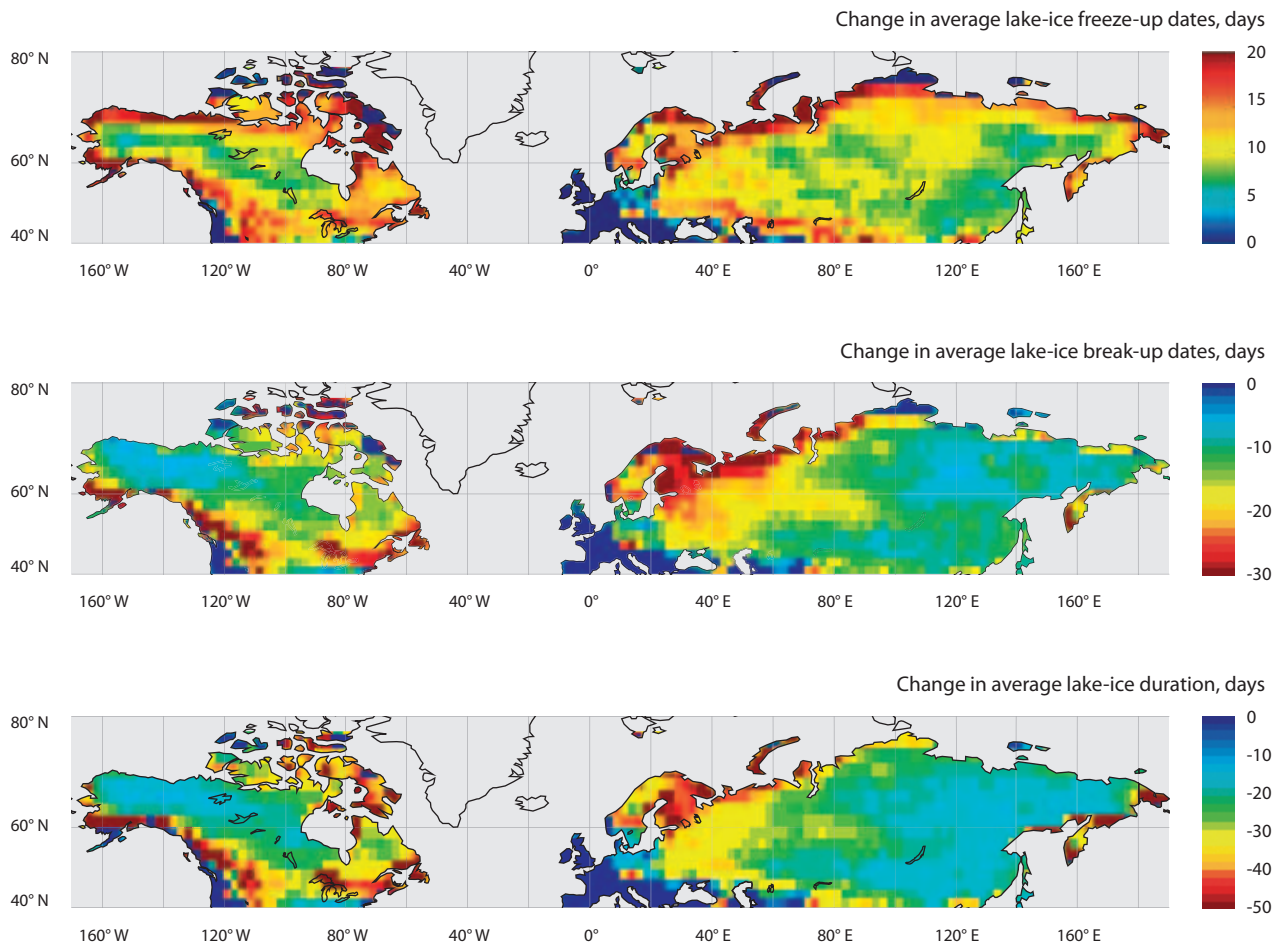 Change in average lake-ice freeze-up dates, days
80° N
60° N
40° N
160° W 120° W 80° W 40° W 0° 40° E 80° E 120° E 160° E
20
15
10
5
0
Change in average lake-ice break-up dates, days
80° N
60° N
40° N
160° W 120° W 80° W 40° W 0° 40° E 80° E 120° E 160° E
0
-10
-20
-30
Change in average lake-ice duration, days
80° N
60° N
40° N
160° W 120° W 80° W 40° W 0° 40° E 80° E 120° E 160° E
0
-10
-20
-30
-40
-50